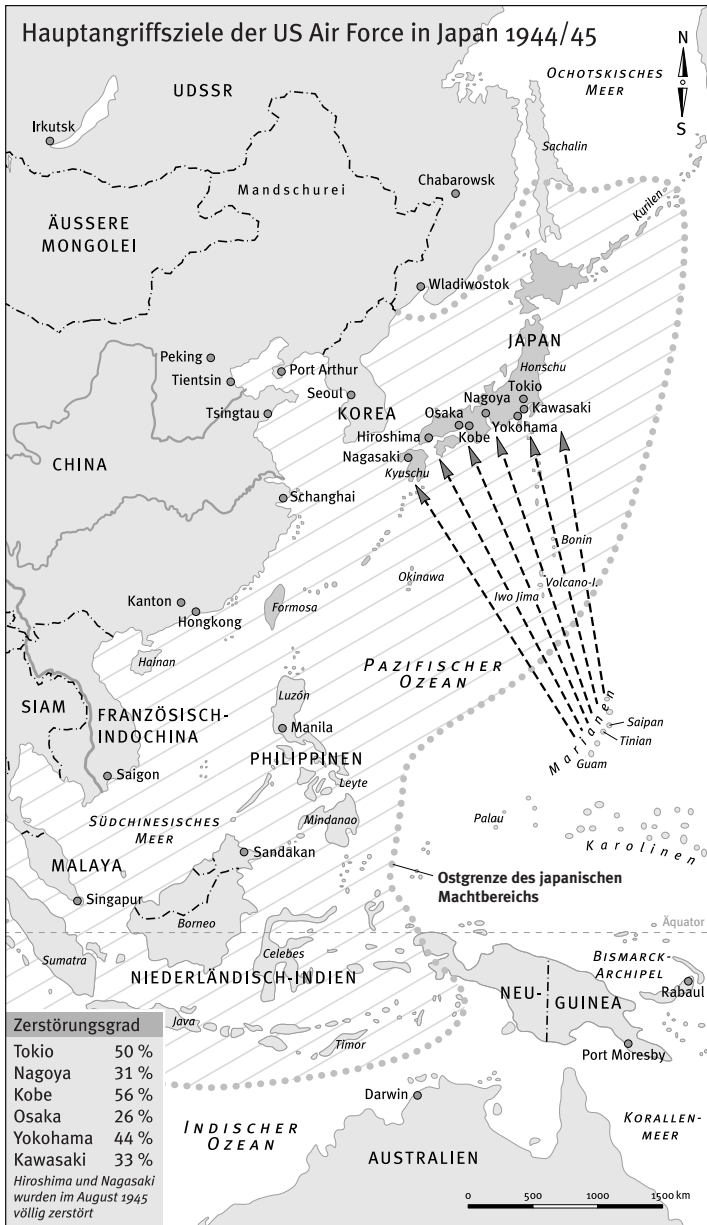 Hauptangriffsziele der US Air Force in Japan 1944/45
N
S
OCHOTSKISCHES
MEER
UDSSR
Irkutsk
Sachalin
Mandschurei
Chabarowsk
Kurilen
ÄUSSERE
MONGOLEI
Wladiwostok
JAPAN
Peking
Port Arthur
Honschu
Tientsin
Seoul
Nagoya
Tokio
Tsingtau
KOREA
Osaka
Kawasaki
Yokohama
Hiroshima
Kobe
CHINA
Nagasaki
Kyuschu
Schanghai
Bonin
Okinawa
Volcano-I.
Iwo Jima
Kanton
Hongkong
Formosa
Hainan
PAZIFISCHER
OZEAN
Luzón
SIAM
FRANZÖSISCH-
INDOCHINA
Manila
Marianen
Saipan
Tinian
Guam
PHILIPPINEN
Saigon
Leyte
SÜDCHINESISCHES
MEER
Mindanao
Palau
Karolinen
MALAYA
Sandakan
Ostgrenze des japanischen
Machtbereichs
Singapur
Borneo
Äquator
Sumatra
Celebes
BISMARCK-
ARCHIPEL
NIEDERLÄNDISCH-INDIEN
NEU-
GUINEA
Rabaul
Java
Timor
Port Moresby
Zerstörungsgrad
Tokio 50 %
Nagoya 31 %
Kobe 56 %
Osaka 26 %
Yokohama 44 %
Kawasaki 33 %
Hiroshima und Nagasaki
wurden im August 1945
völlig zerstört
Darwin
INDISCHER
OZEAN
KORALLEN-
MEER
AUSTRALIEN
0 500 1000 1500 km